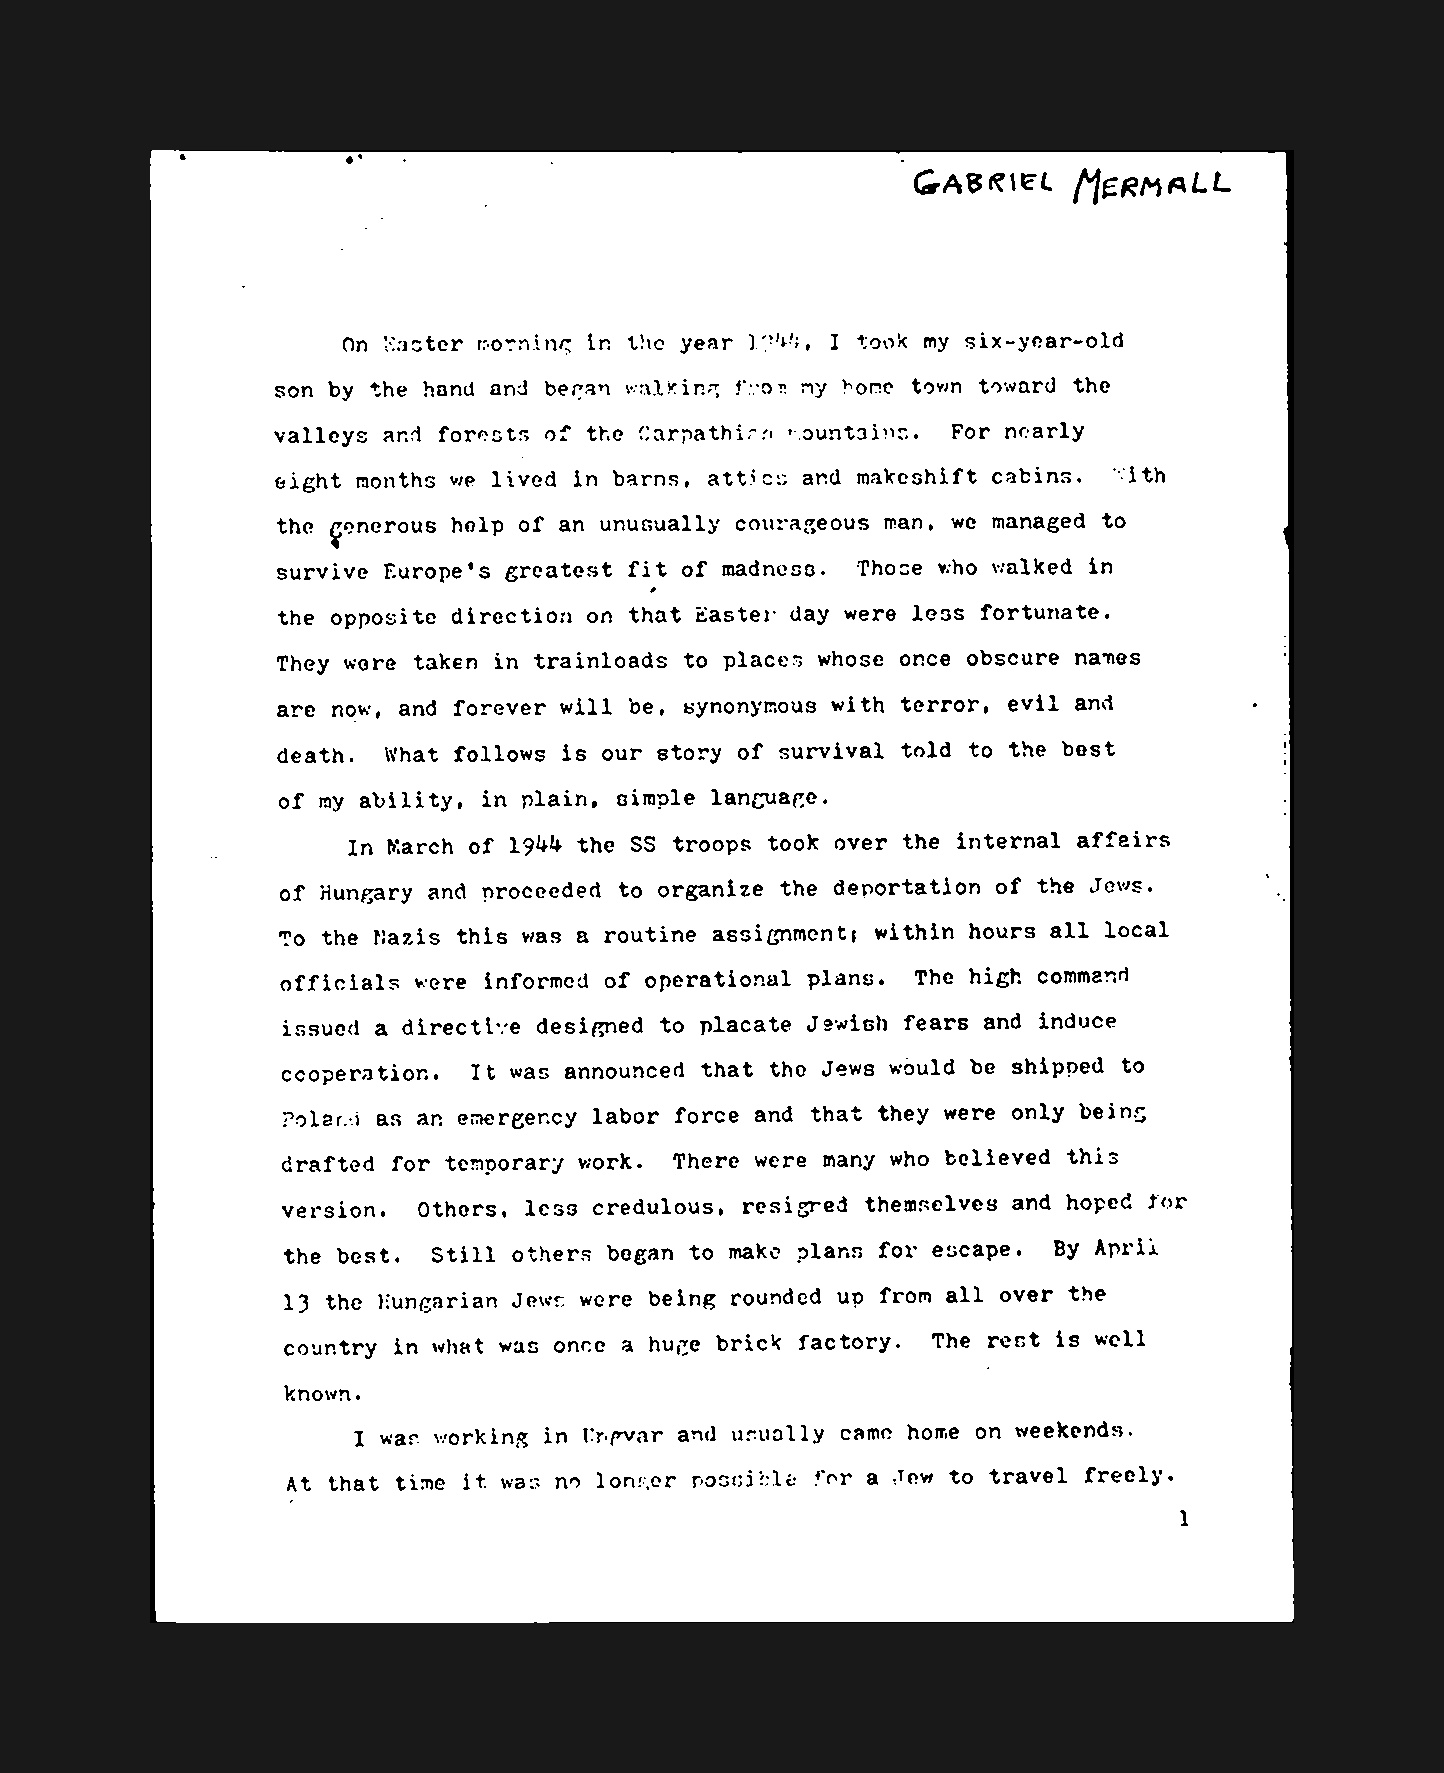 GABRIEL MERMALL
On Easter morning in the year 1944, I took my six-year-old
son by the hand and began walking from my home town toward the
valleys and forests of the Carpathian mountains. For nearly
eight months we lived in barns, attics and makeshift cabins. With
the generous help of an unusually courageous man, we managed to
survive Europe's greatest fit of madness. Those who walked in
the opposite direction on that Easter day were less fortunate.
They were taken in trainloads to places whose once obscure names
are now, and forever will be, synonymous with terror, evil and
death. What follows is our story of survival told to the best
of my ability, in plain, simple language.
In March of 1944 the SS troops took over the internal affairs
of Hungary and proceeded to organize the deportation of the Jews.
To the Nazis this was a routine assignment; within hours all local
officials were informed of operational plans. The high command
issued a directive designed to placate Jewish fears and induce
cooperation. It was announced that the Jews would be shipped to
Poland as an emergency labor force and that they were only being
drafted for temporary work. There were many who believed this
version. Others, less credulous, resigned themselves and hoped for
the best. Still others began to make plans for escape. By April
13 the Hungarian Jews were being rounded up from all over the
country in what was once a huge brick factory. The rest is well
known.
I was working in Ungvar and usually came home on weekends.
At that time it was no longer possible for a Jew to travel freely.
1